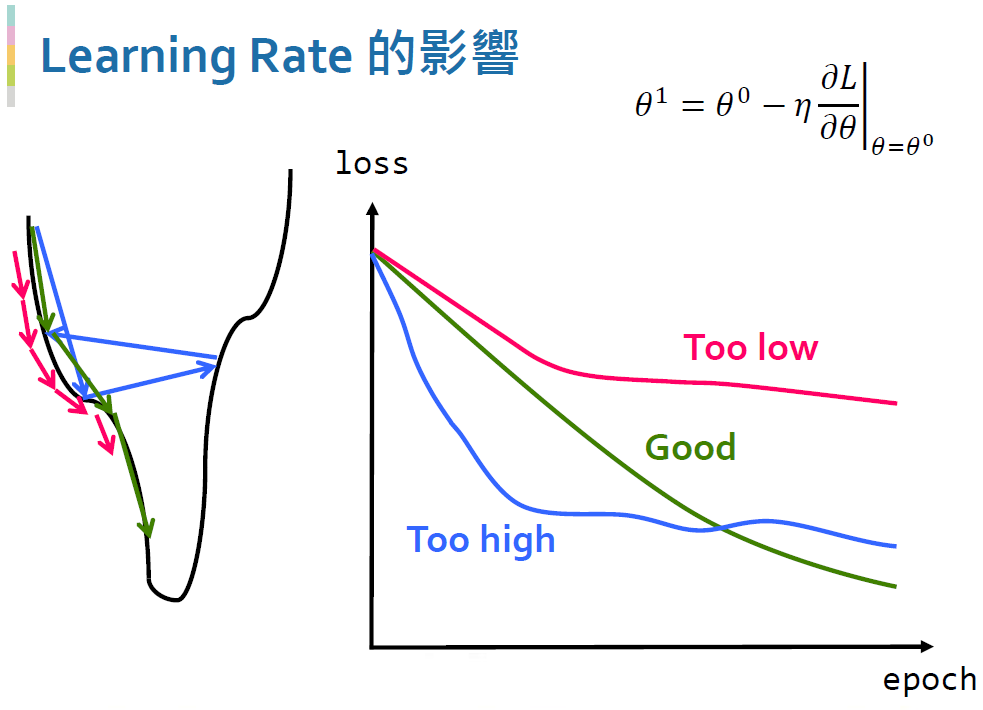 Learning Rate 的影響
θ¹ = θ⁰ − η ∂L/∂θ |θ=θ⁰
loss
Too low
Good
Too high
epoch